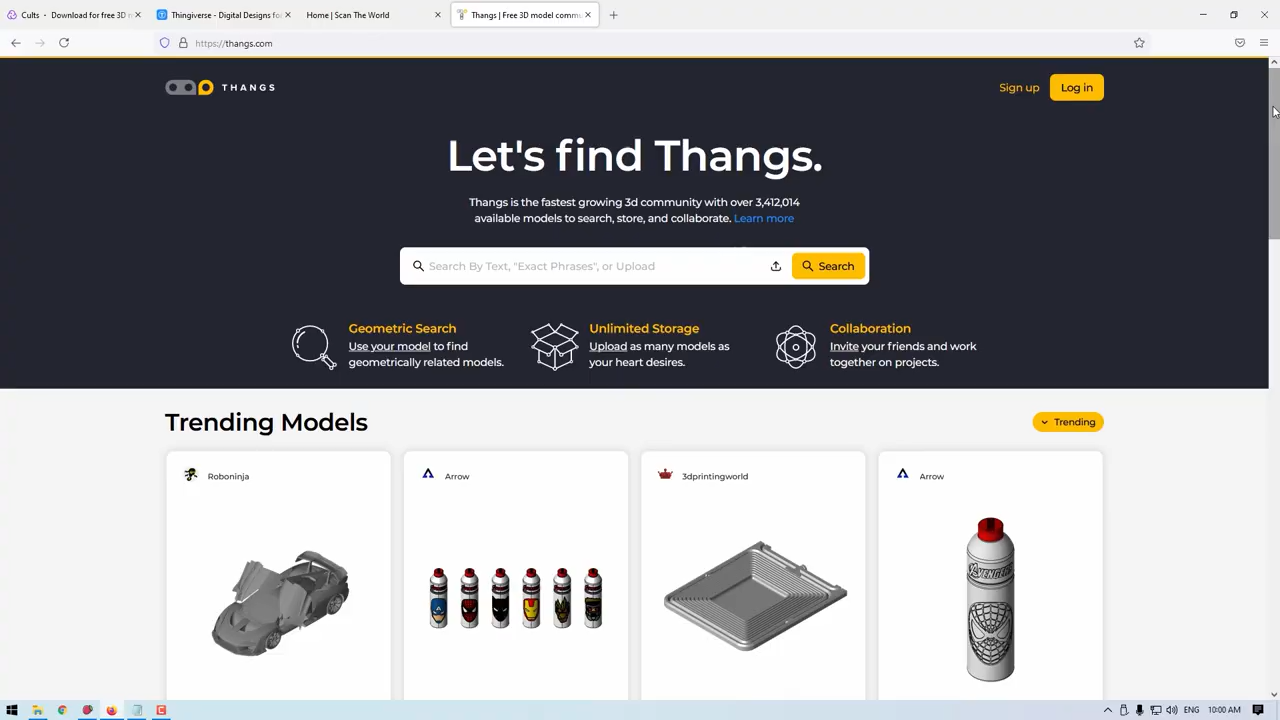 Cults • Download for free 3D m
Thingiverse - Digital Designs fo
Home | Scan The World
Thangs | Free 3D model commu
https://thangs.com
THANGS
Sign up
Log in
Let's find Thangs.
Thangs is the fastest growing 3d community with over 3,412,014
available models to search, store, and collaborate. Learn more
Search By Text, "Exact Phrases", or Upload
Search
Geometric Search
Use your model to find
geometrically related models.
Unlimited Storage
Upload as many models as
your heart desires.
Collaboration
Invite your friends and work
together on projects.
Trending Models
Trending
Roboninja
Arrow
3dprintingworld
Arrow
AVENGERS
ENG
10:00 AM